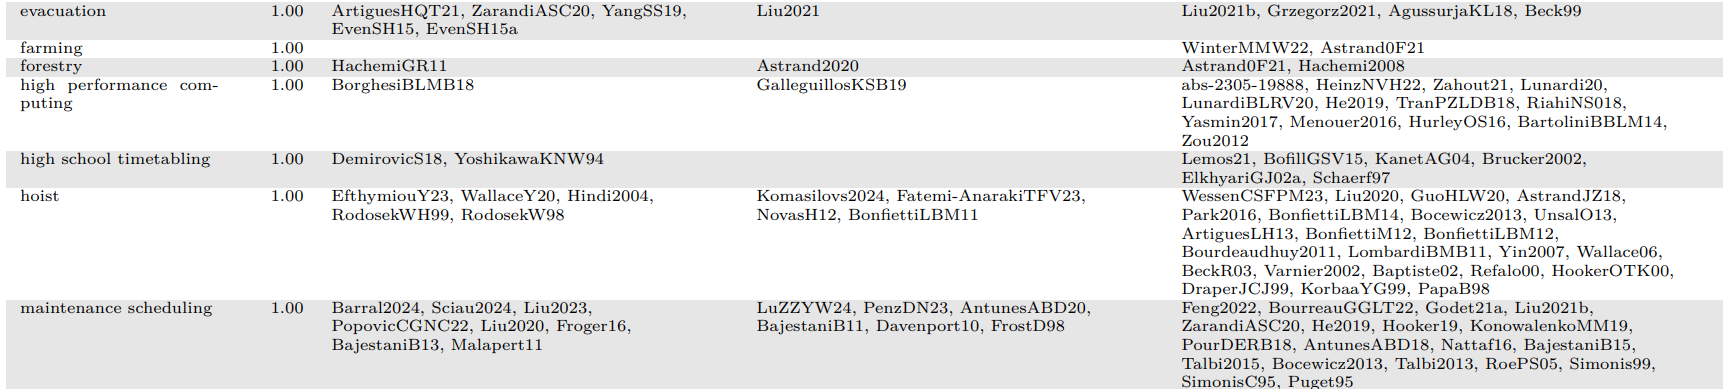 evacuation 1.00 ArtiguesHQT21, ZarandiASC20, YangSS19, Liu2021 Liu2021b, Grzegorz2021, AgussurjaKL18, Beck99
EvenSH15, EvenSH15a
farming 1.00 WinterMMW22, Astrand0F21
forestry 1.00 HachemiGR11 Astrand2020 Astrand0F21, Hachemi2008
high performance com- 1.00 BorghesiBLMB18 GalleguillosKSB19 abs-2305-19888, HeinzNVH22, Zahout21, Lunardi20,
puting LunardiBLRV20, He2019, TranPZLDB18, RiahiNS018,
Yasmin2017, Menouer2016, HurleyOS16, BartoliniBBLM14,
Zou2012
high school timetabling 1.00 DemirovicS18, YoshikawaKNW94 Lemos21, BofillGSV15, KanetAG04, Brucker2002,
ElkhyariGJ02a, Schaerf97
hoist 1.00 EfthymiouY23, WallaceY20, Hindi2004, Komasilovs2024, Fatemi-AnarakiTFV23, WessenCSFPM23, Liu2020, GuoHLW20, AstrandJZ18,
RodosekWH99, RodosekW98 NovasH12, BonfiettiLBM11 Park2016, BonfiettiLBM14, Bocewicz2013, UnsalO13,
ArtiguesLH13, BonfiettiM12, BonfiettiLBM12,
Bourdeaudhuy2011, LombardiBMB11, Yin2007, Wallace06,
BeckR03, Varnier2002, Baptiste02, Refalo00, HookerOTK00,
DraperJCJ99, KorbaaYG99, PapaB98
maintenance scheduling 1.00 Barral2024, Sciau2024, Liu2023, LuZZYW24, PenzDN23, AntunesABD20, Feng2022, BourreauGGLT22, Godet21a, Liu2021b,
PopovicCGNC22, Liu2020, Froger16, BajestaniB11, Davenport10, FrostD98 ZarandiASC20, He2019, Hooker19, KonowalenkoMM19,
BajestaniB13, Malapert11 PourDERB18, AntunesABD18, Nattaf16, BajestaniB15,
Talbi2015, Bocewicz2013, Talbi2013, RoePS05, Simonis99,
SimonisC95, Puget95